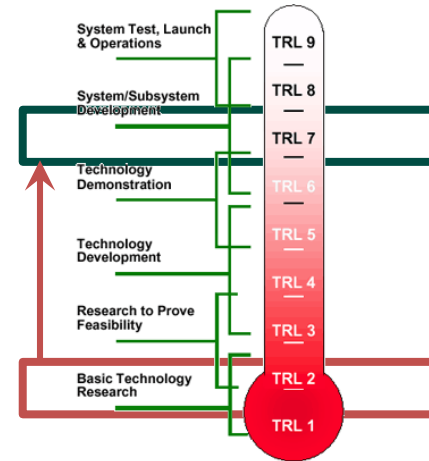 System Test, Launch
& Operations
System/Subsystem
Development
Technology
Demonstration
Technology
Development
Research to Prove
Feasibility
Basic Technology
Research
TRL 9
TRL 8
TRL 7
TRL 6
TRL 5
TRL 4
TRL 3
TRL 2
TRL 1